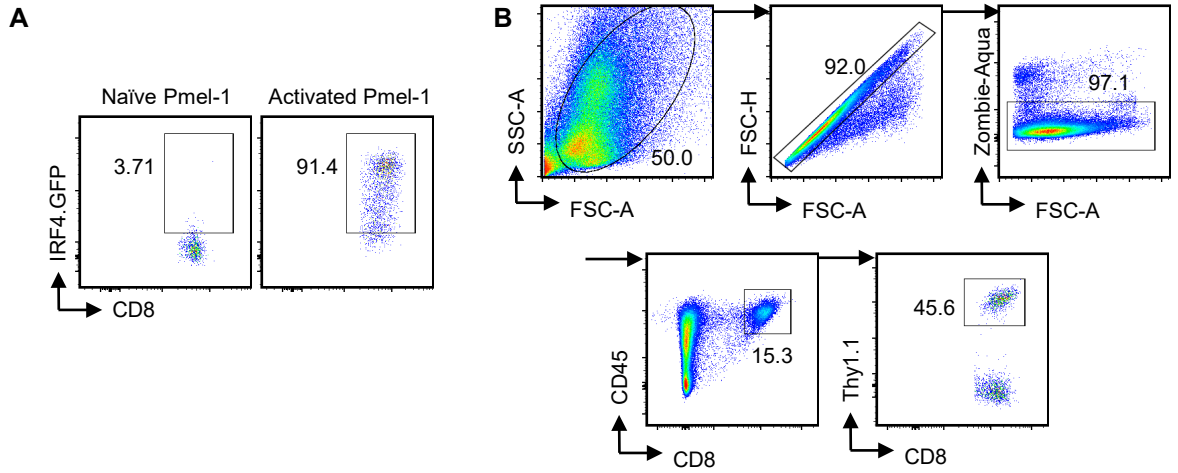 A
Naïve Pmel-1
Activated Pmel-1
3.71
91.4
IRF4.GFP
CD8
B
SSC-A
50.0
FSC-A
FSC-H
92.0
FSC-A
Zombie-Aqua
97.1
FSC-A
CD45
15.3
CD8
Thy1.1
45.6
CD8